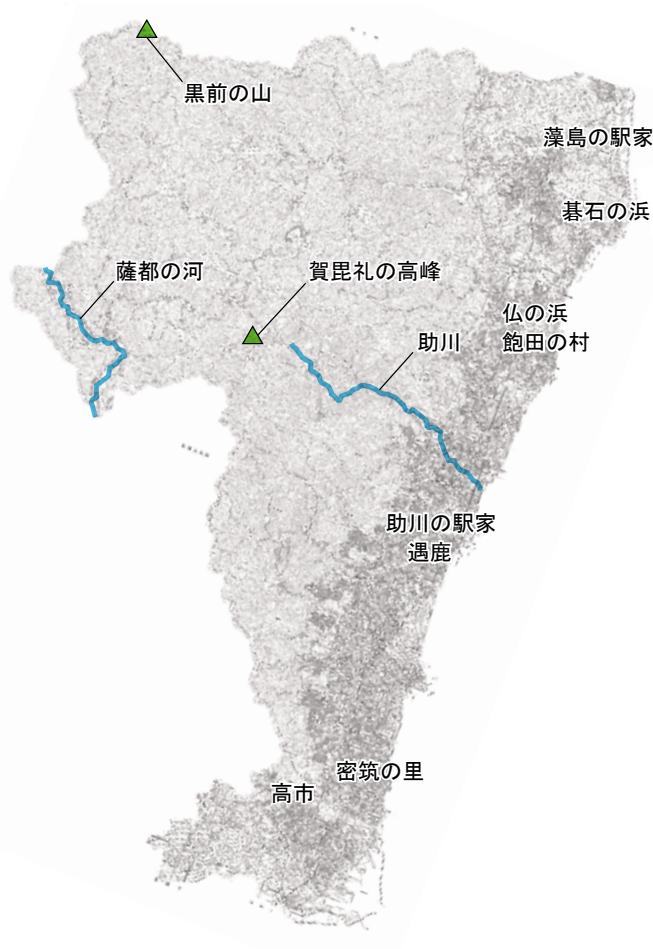 黒前の山
藻島の駅家
碁石の浜
薩都の河
賀毘礼の高峰
仏の浜
飽田の村
助川
助川の駅家
遇鹿
密筑の里
高市